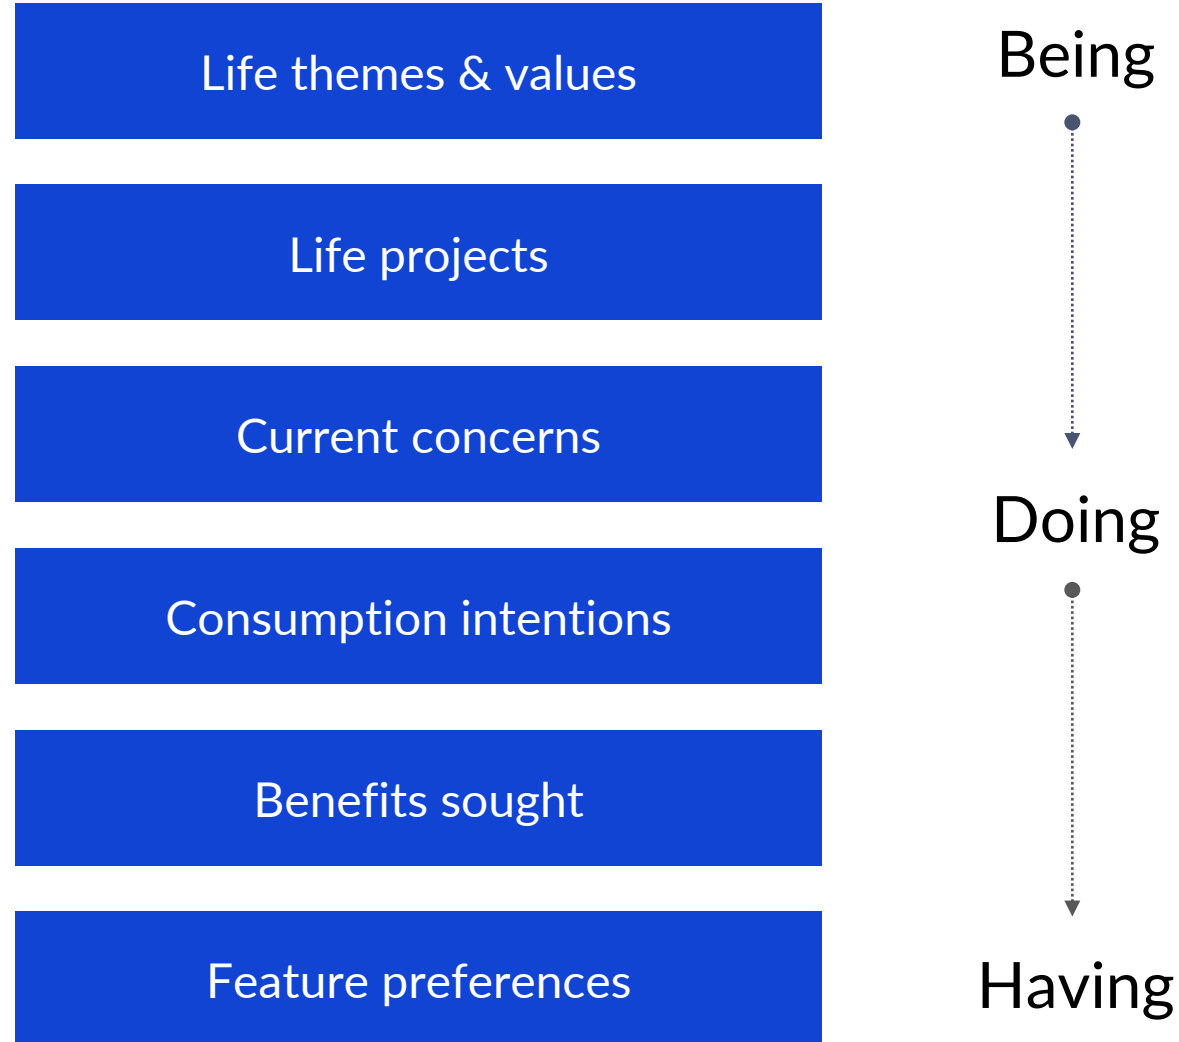 Life themes & values
Being
Life projects
Current concerns
Doing
Consumption intentions
Benefits sought
Feature preferences
Having